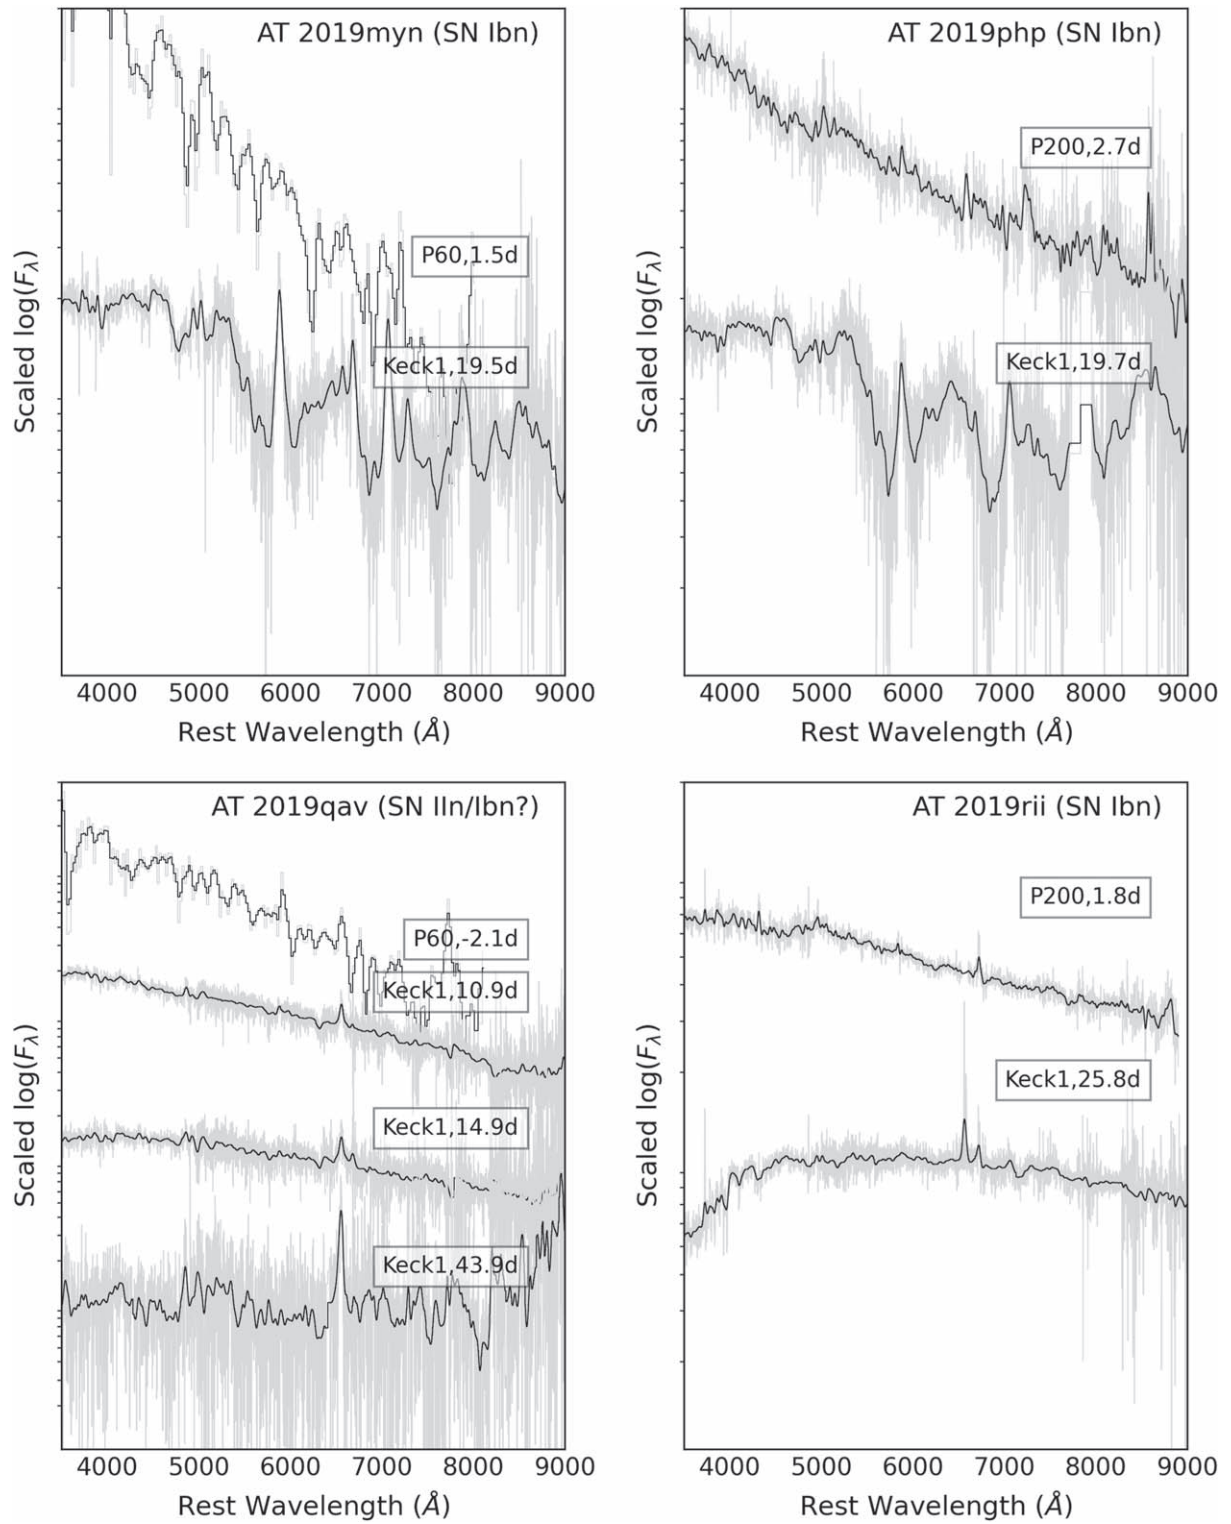 AT 2019myn (SN Ibn)
P60,1.5d
Keck1,19.5d
Scaled log(Fλ)
4000 5000 6000 7000 8000 9000
Rest Wavelength (Å)
AT 2019php (SN Ibn)
P200,2.7d
Keck1,19.7d
Scaled log(Fλ)
4000 5000 6000 7000 8000 9000
Rest Wavelength (Å)
AT 2019qav (SN IIn/Ibn?)
P60,-2.1d
Keck1,10.9d
Keck1,14.9d
Keck1,43.9d
Scaled log(Fλ)
4000 5000 6000 7000 8000 9000
Rest Wavelength (Å)
AT 2019rii (SN Ibn)
P200,1.8d
Keck1,25.8d
Scaled log(Fλ)
4000 5000 6000 7000 8000 9000
Rest Wavelength (Å)